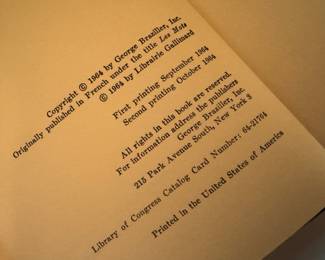 Copyright © 1964 by George Braziller, Inc.
Originally published in French under the title Les Mots
© 1964 by Librairie Gallimard
First printing September 1964
Second printing October 1964
All rights in this book are reserved.
For information address the publishers
George Braziller, Inc.
215 Park Avenue South, New York 3
Library of Congress Catalog Card Number: 64-21764
Printed in the United States of America